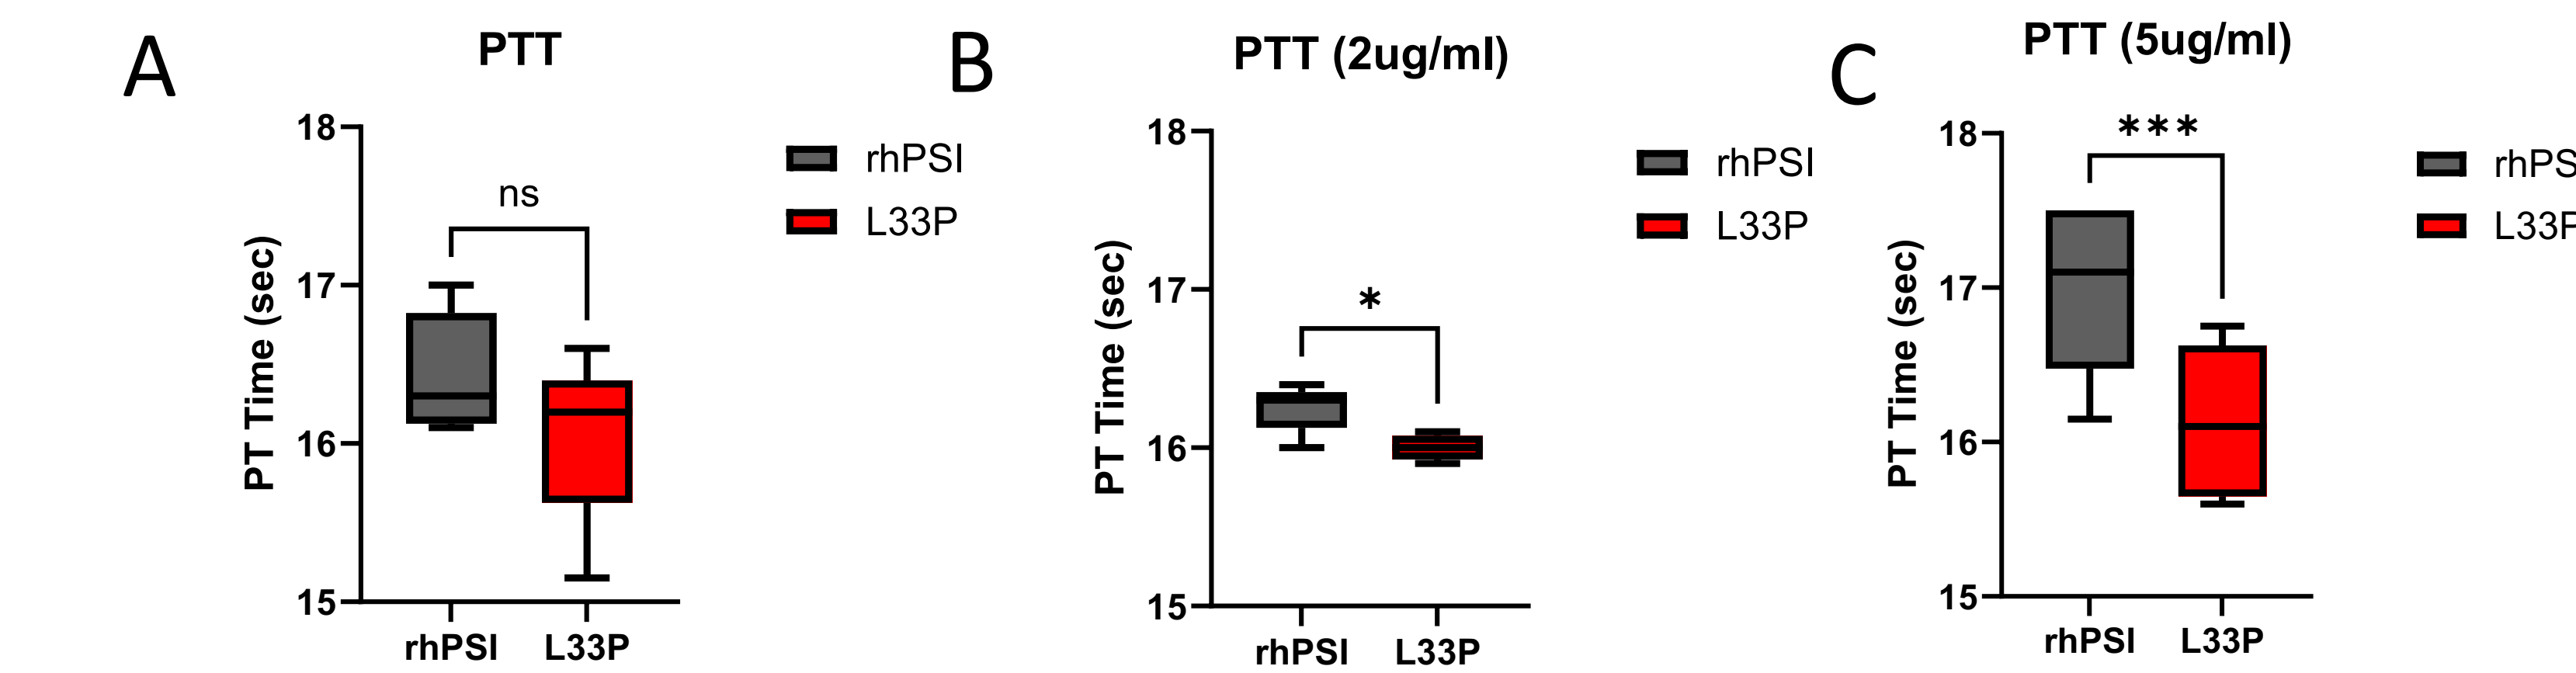 A
PTT
18
17
16
15
PT Time (sec)
ns
rhPSI
L33P
rhPSI
L33P
B
PTT (2ug/ml)
18
17
16
15
PT Time (sec)
*
rhPSI
L33P
rhPSI
L33P
C
PTT (5ug/ml)
18
17
16
15
PT Time (sec)
***
rhPSI
L33P
rhPS
L33P